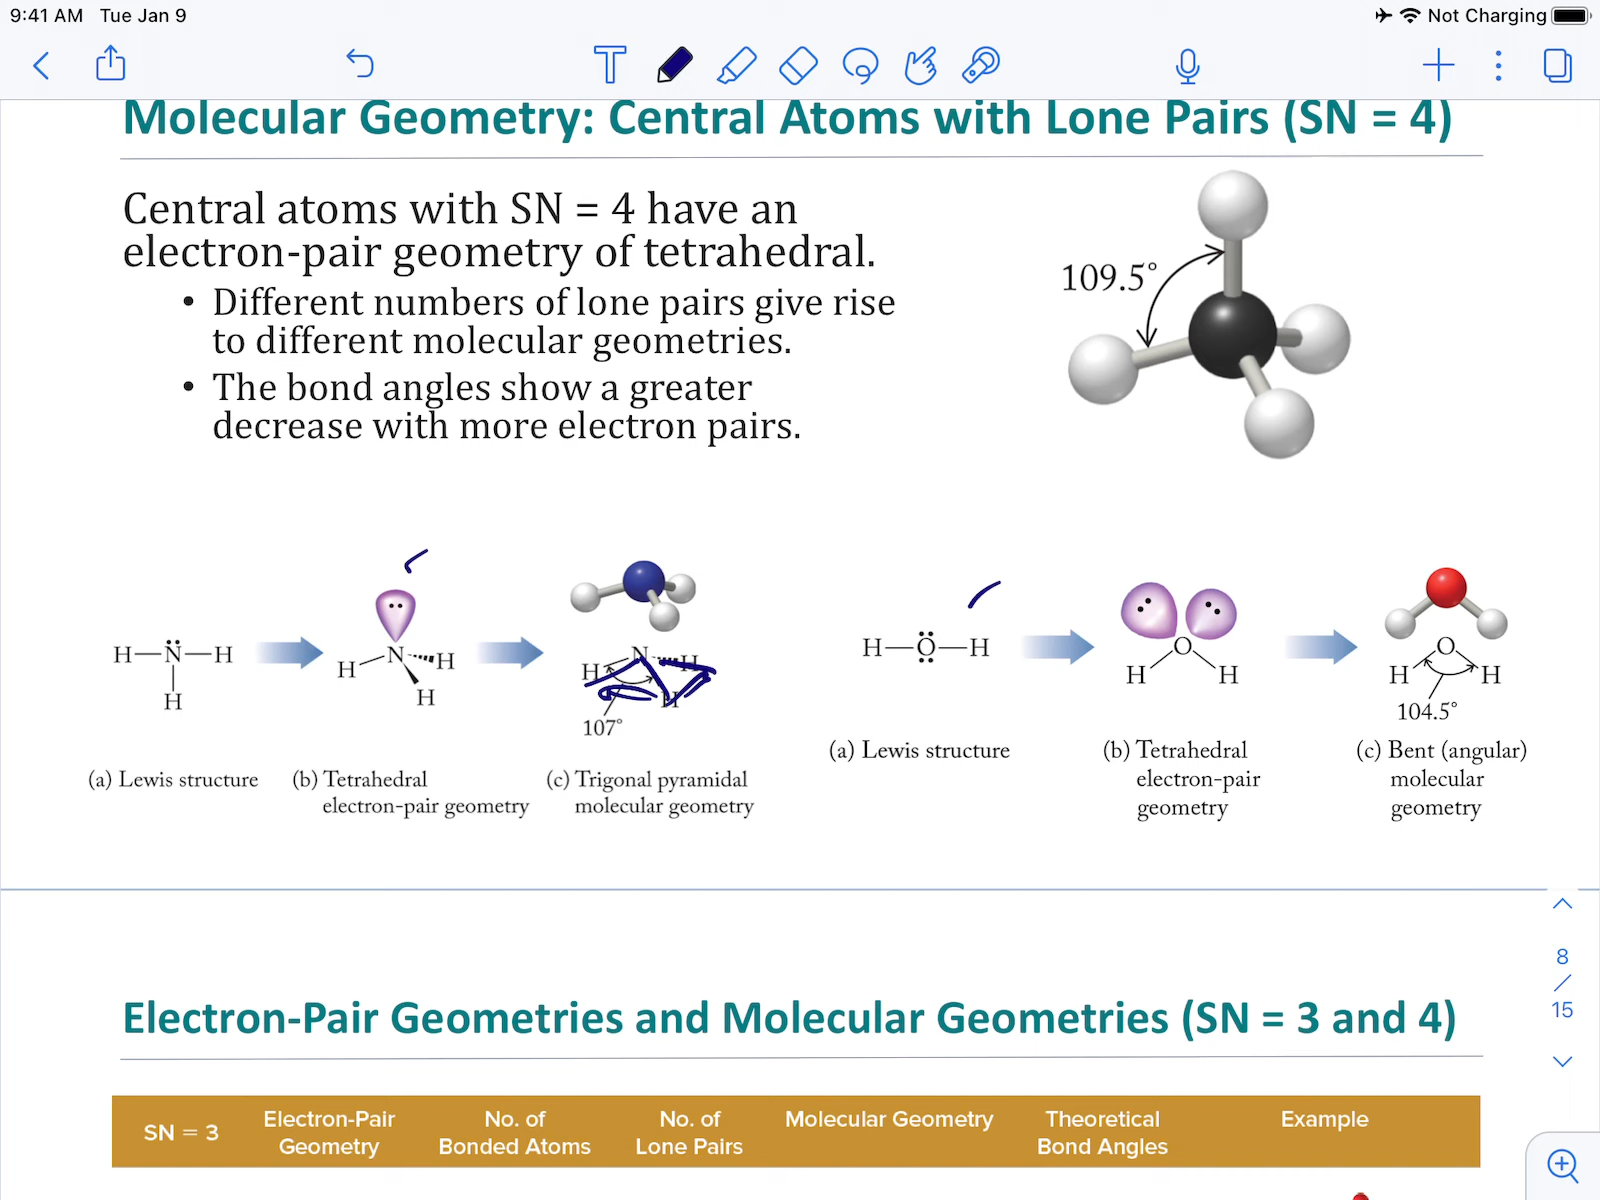 9:41 AM Tue Jan 9
Not Charging
T
Molecular Geometry: Central Atoms with Lone Pairs (SN = 4)
Central atoms with SN = 4 have an
electron-pair geometry of tetrahedral.
• Different numbers of lone pairs give rise
to different molecular geometries.
• The bond angles show a greater
decrease with more electron pairs.
109.5°
H—N̈—H
H
N
H
H
H
N
H
H
H
107°
H—Ö—H
O
H
H
O
H
H
104.5°
(a) Lewis structure
(b) Tetrahedral
electron-pair geometry
(c) Trigonal pyramidal
molecular geometry
(a) Lewis structure
(b) Tetrahedral
electron-pair
geometry
(c) Bent (angular)
molecular
geometry
8
/
15
Electron-Pair Geometries and Molecular Geometries (SN = 3 and 4)
SN = 3
Electron-Pair
Geometry
No. of
Bonded Atoms
No. of
Lone Pairs
Molecular Geometry
Theoretical
Bond Angles
Example